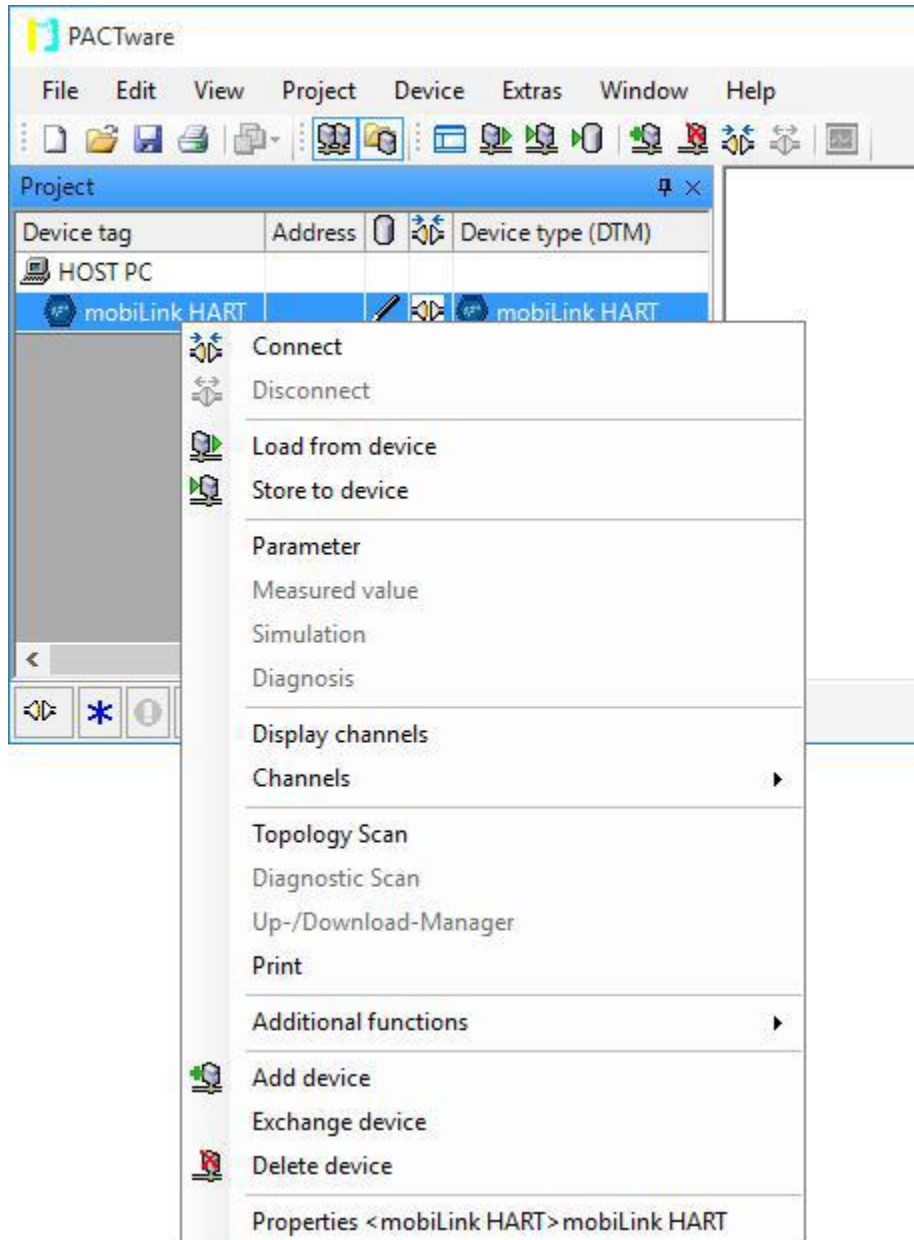 PACTware
File Edit View Project Device Extras Window Help
Project
Device tag Address Device type (DTM)
HOST PC
mobiLink HART mobiLink HART
Connect
Disconnect
Load from device
Store to device
Parameter
Measured value
Simulation
Diagnosis
Display channels
Channels
Topology Scan
Diagnostic Scan
Up-/Download-Manager
Print
Additional functions
Add device
Exchange device
Delete device
Properties <mobiLink HART>mobiLink HART